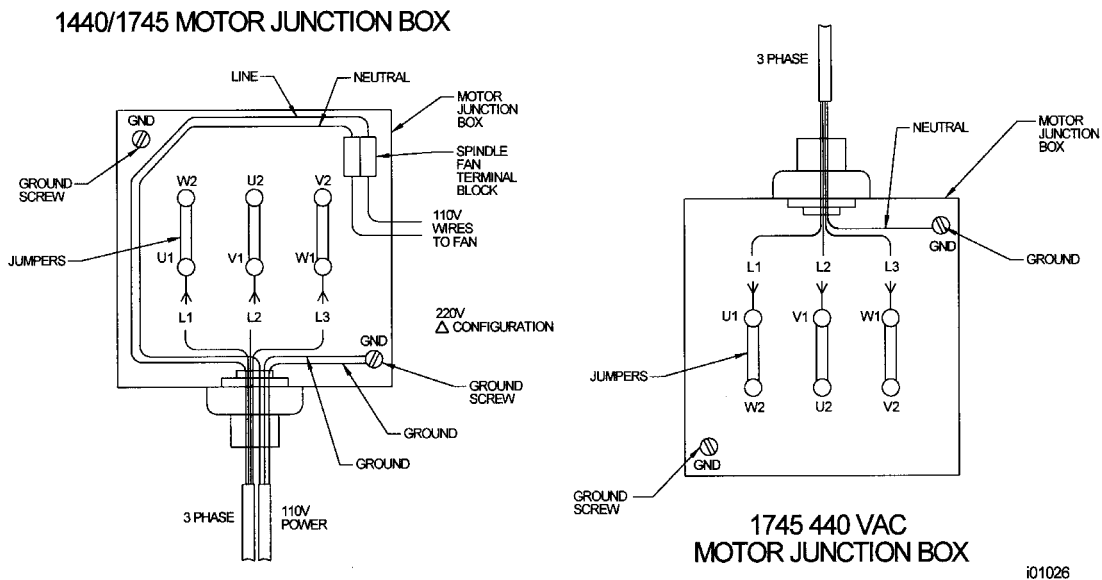 1440/1745 MOTOR JUNCTION BOX
LINE
NEUTRAL
MOTOR
JUNCTION
BOX
GND
SPINDLE
FAN
TERMINAL
BLOCK
GROUND
SCREW
W2
U2
V2
110V
WIRES
TO FAN
JUMPERS
U1
V1
W1
L1
L2
L3
220V
△ CONFIGURATION
GND
GROUND
SCREW
GROUND
GROUND
3 PHASE
110V
POWER
3 PHASE
NEUTRAL
MOTOR
JUNCTION
BOX
GND
GROUND
L1
L2
L3
U1
V1
W1
JUMPERS
W2
U2
V2
GND
GROUND
SCREW
1745 440 VAC
MOTOR JUNCTION BOX
i01026